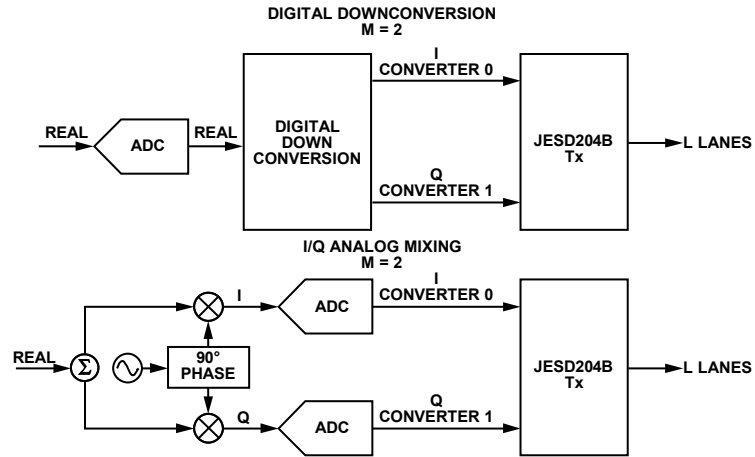 DIGITAL DOWNCONVERSION
M = 2
I
CONVERTER 0
REAL
ADC
REAL
DIGITAL
DOWN
CONVERSION
JESD204B
Tx
L LANES
Q
CONVERTER 1
I/Q ANALOG MIXING
M = 2
I
CONVERTER 0
I
ADC
REAL
Σ
90°
PHASE
JESD204B
Tx
L LANES
Q
CONVERTER 1
Q
ADC